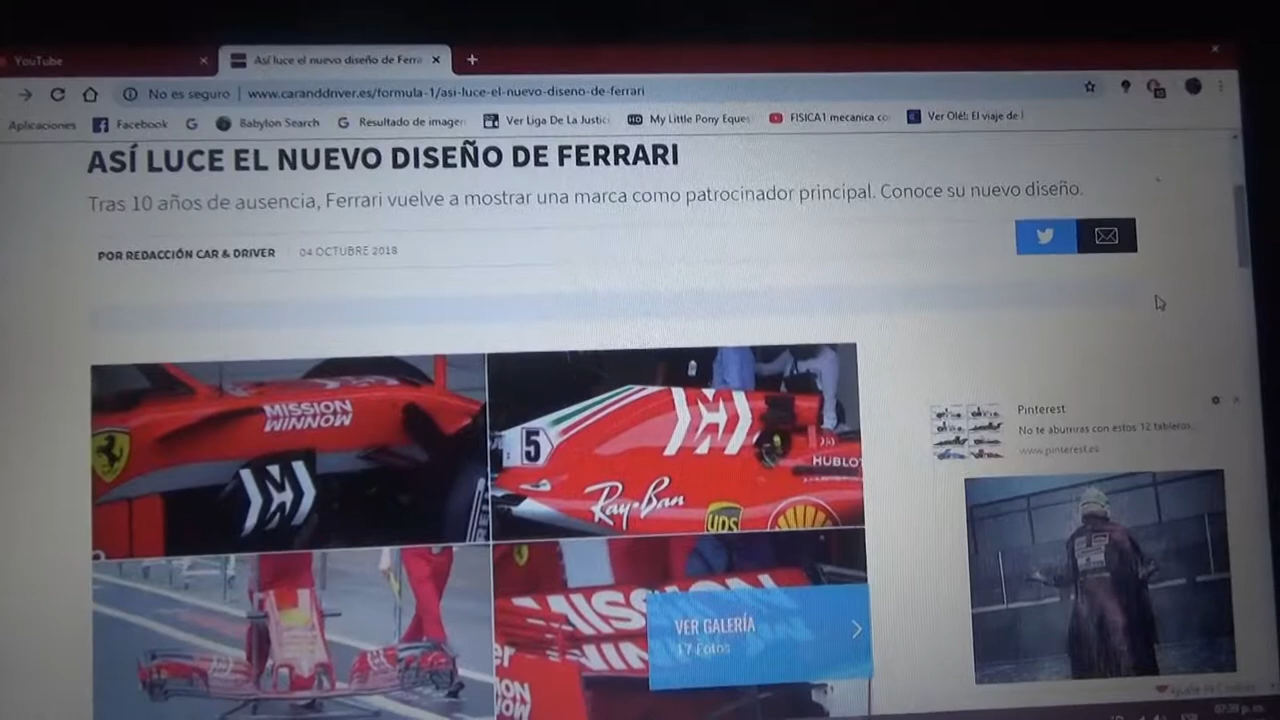 YouTube
Así luce el nuevo diseño de Ferra
No es seguro | www.caranddriver.es/formula-1/asi-luce-el-nuevo-diseno-de-ferrari
Aplicaciones Facebook Babylon Search Resultado de imagen Ver Liga De La Justic My Little Pony Eques FISICA1 mecanica co Ver Olé!: El viaje de
ASÍ LUCE EL NUEVO DISEÑO DE FERRARI
Tras 10 años de ausencia, Ferrari vuelve a mostrar una marca como patrocinador principal. Conoce su nuevo diseño.
POR REDACCIÓN CAR & DRIVER 04 OCTUBRE 2018
MISSION
WINNOW
5
HUBLOT
Ray-Ban
UPS
Pinterest
No te aburriras con estos 12 tableros...
www.pinterest.es
MISSION
WIN
VER GALERÍA
17 Fotos